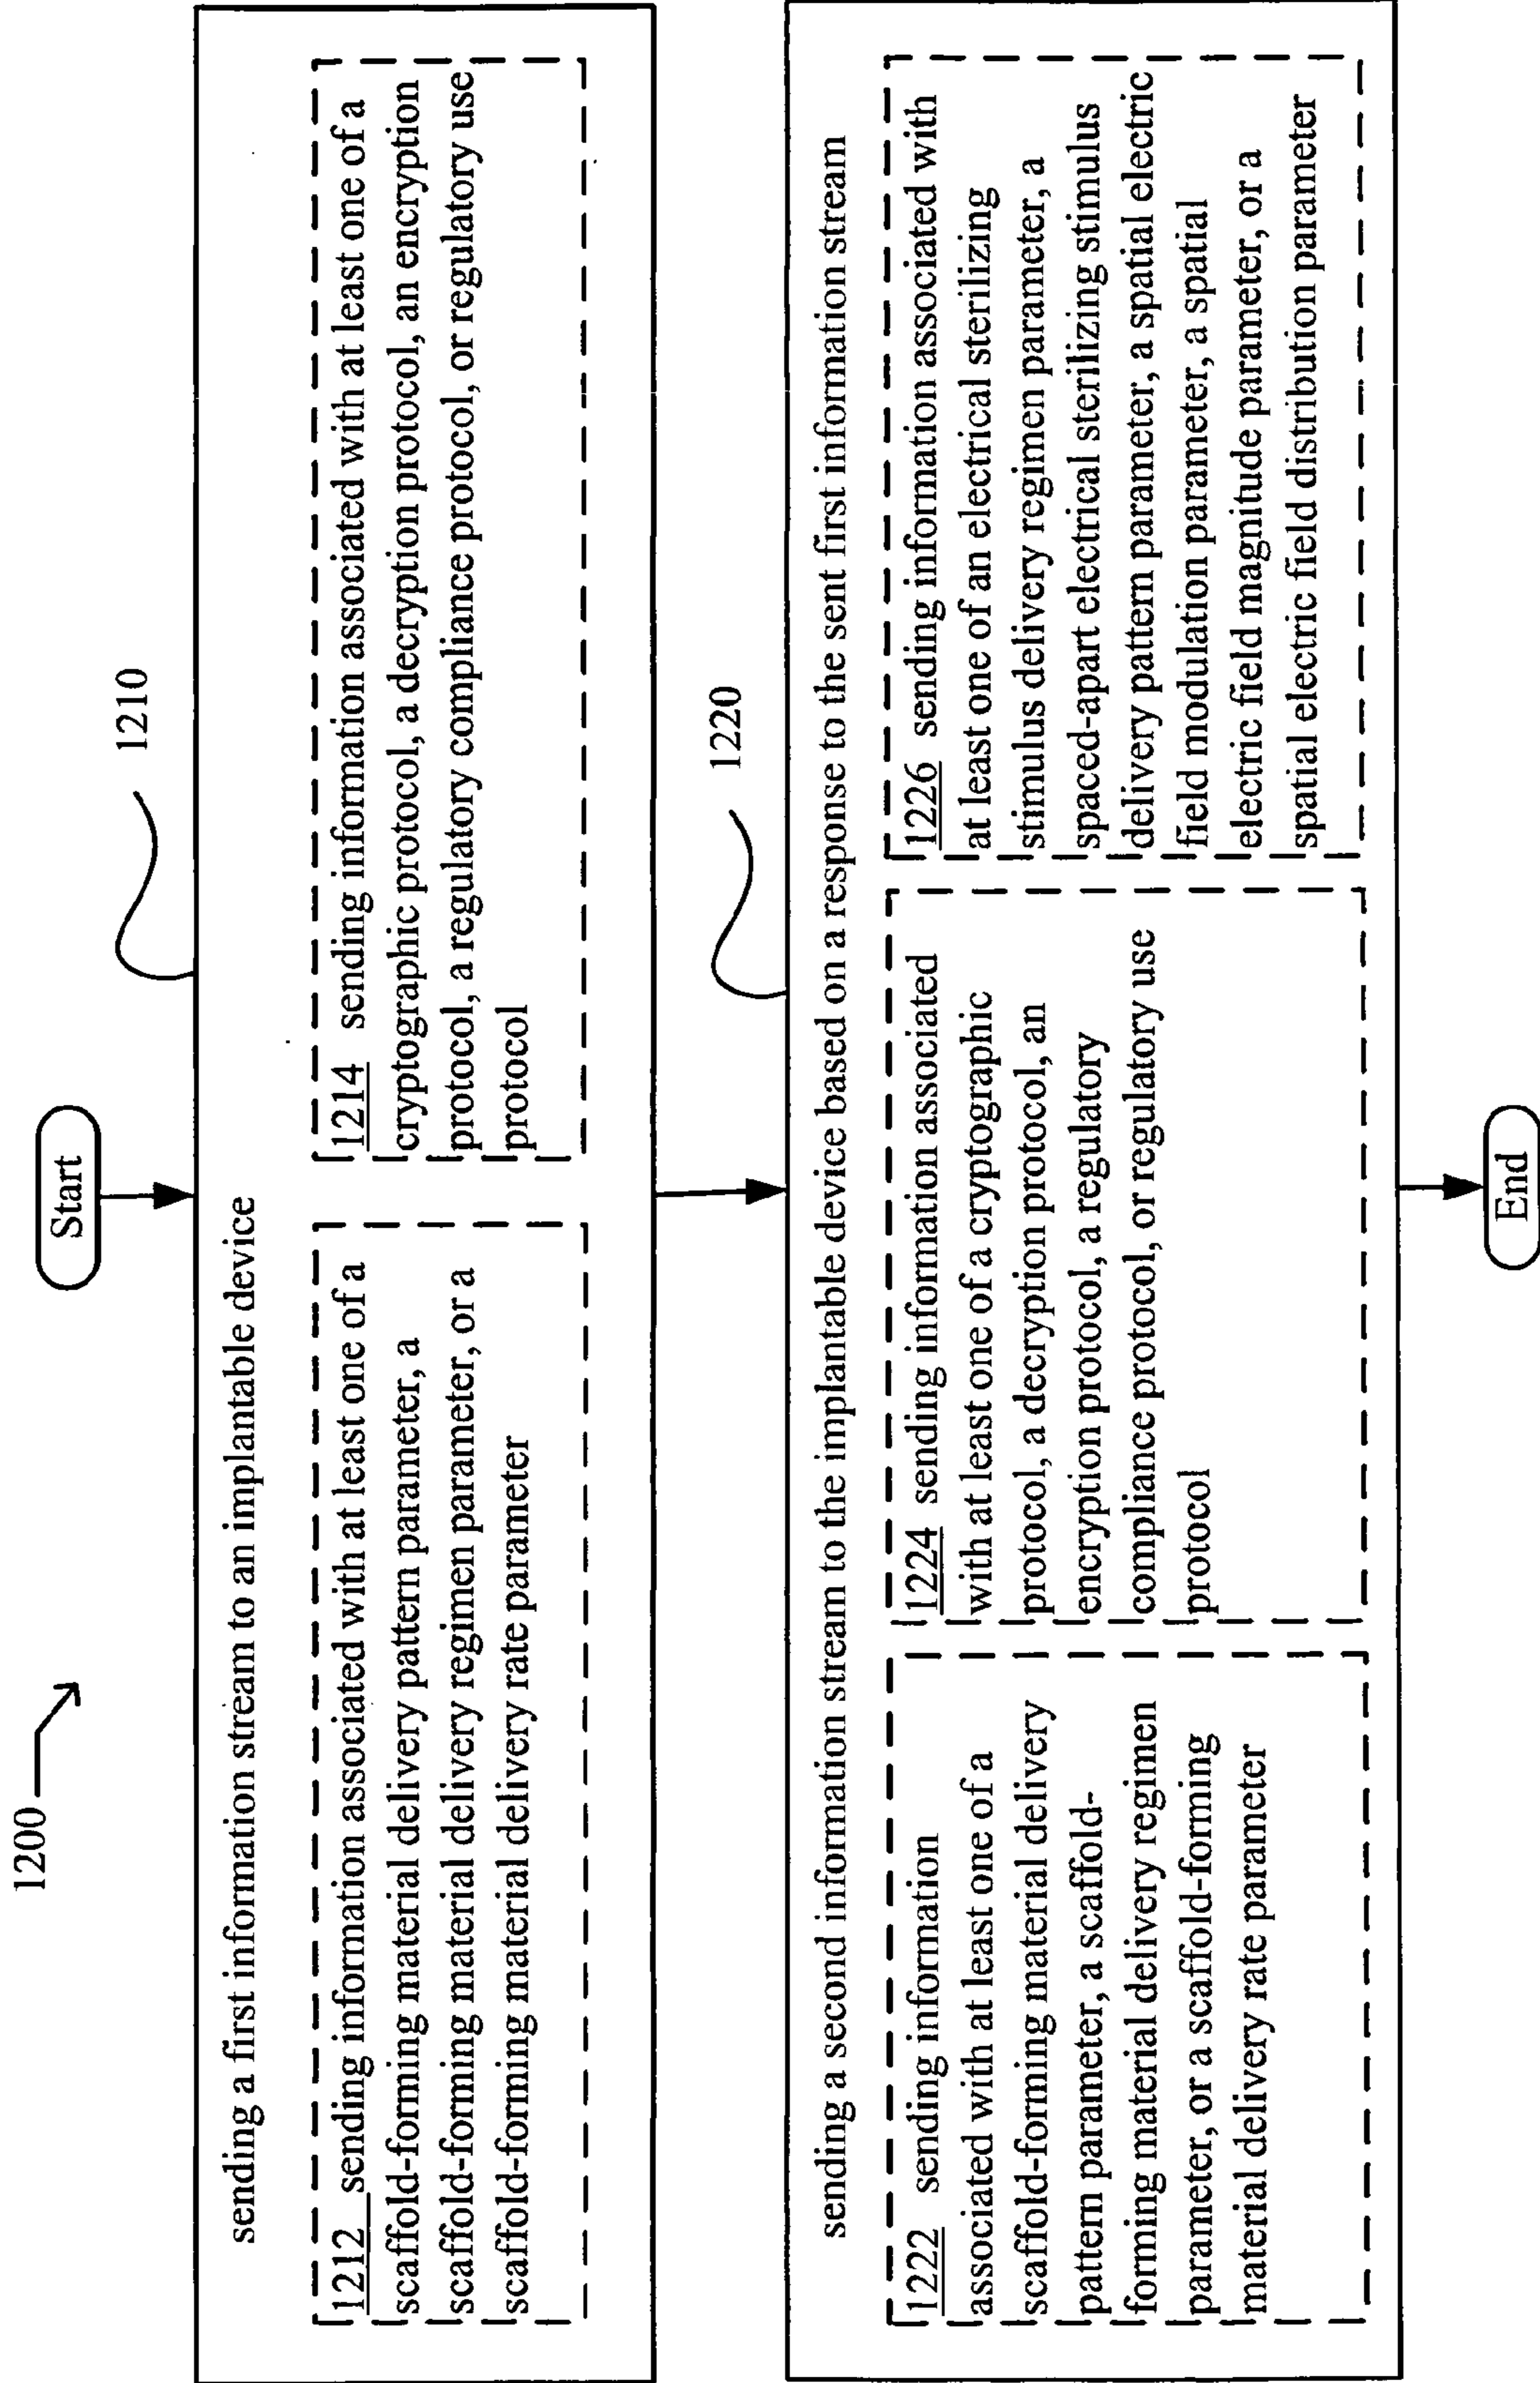 1200
Start
1210
sending a first information stream to an implantable device
1212 sending information associated with at least one of a
scaffold-forming material delivery pattern parameter, a
scaffold-forming material delivery regimen parameter, or a
scaffold-forming material delivery rate parameter
1214 sending information associated with at least one of a
cryptographic protocol, a decryption protocol, an encryption
protocol, a regulatory compliance protocol, or regulatory use
protocol
1220
sending a second information stream to the implantable device based on a response to the sent first information stream
1222 sending information
associated with at least one of a
scaffold-forming material delivery
pattern parameter, a scaffold-
forming material delivery regimen
parameter, or a scaffold-forming
material delivery rate parameter
1224 sending information associated
with at least one of a cryptographic
protocol, a decryption protocol, an
encryption protocol, a regulatory
compliance protocol, or regulatory use
protocol
1226 sending information associated with
at least one of an electrical sterilizing
stimulus delivery regimen parameter, a
spaced-apart electrical sterilizing stimulus
delivery pattern parameter, a spatial electric
field modulation parameter, a spatial
electric field magnitude parameter, or a
spatial electric field distribution parameter
End